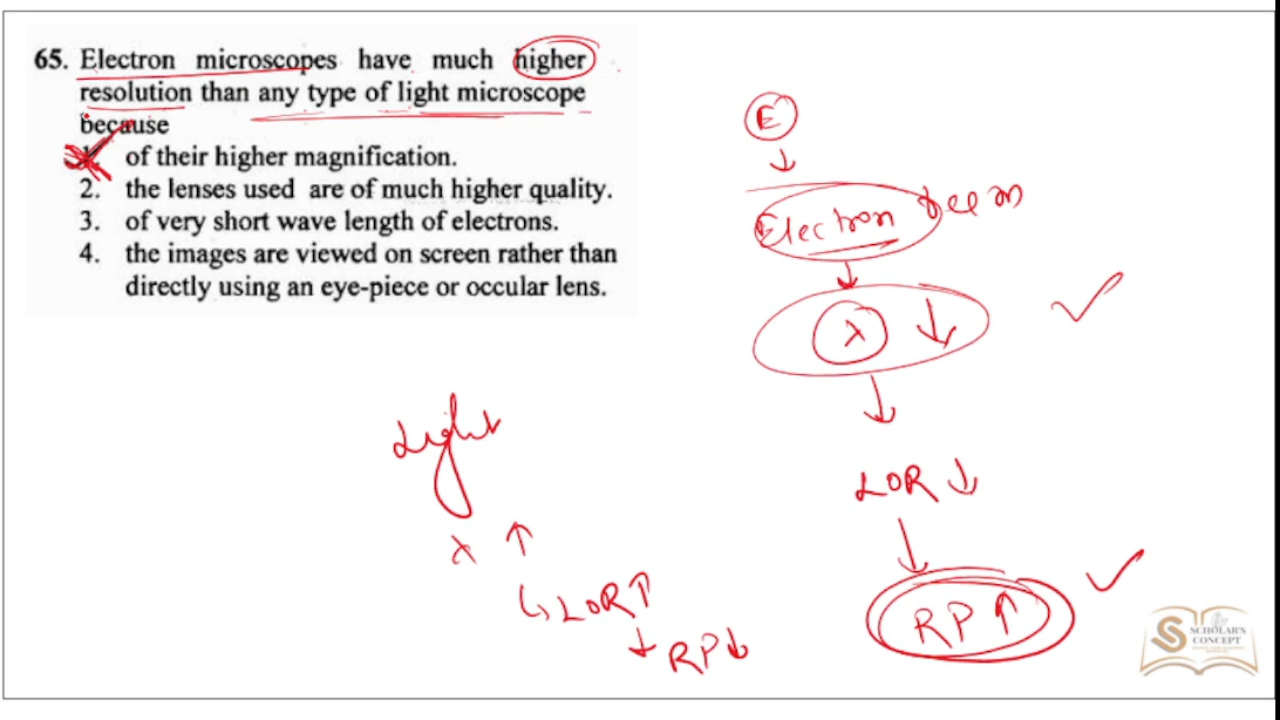 65. Electron microscopes have much higher
resolution than any type of light microscope
because
1. of their higher magnification.
2. the lenses used are of much higher quality.
3. of very short wave length of electrons.
4. the images are viewed on screen rather than
directly using an eye-piece or occular lens.
E
↓
Electron beem
↓
λ ↓
↓
LOR ↓
↓
RP ↑
Light
λ ↑
↳ LOR ↑
↓ RP ↓
S
SCHOLAR'S
CONCEPT